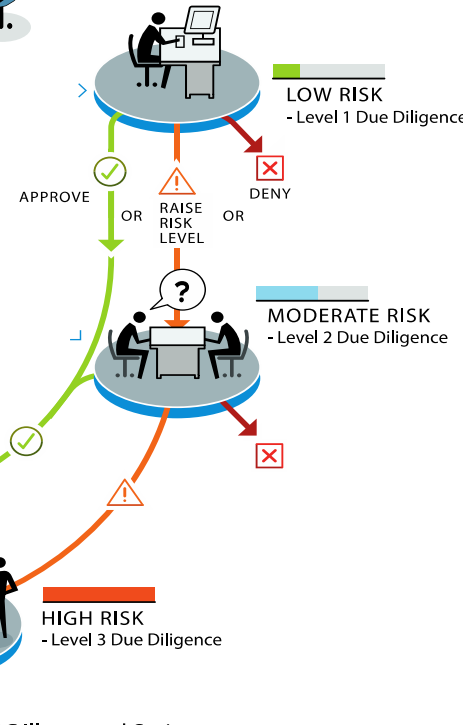 LOW RISK
- Level 1 Due Diligence
APPROVE
OR
RAISE
RISK
LEVEL
OR
DENY
?
MODERATE RISK
- Level 2 Due Diligence
HIGH RISK
- Level 3 Due Diligence